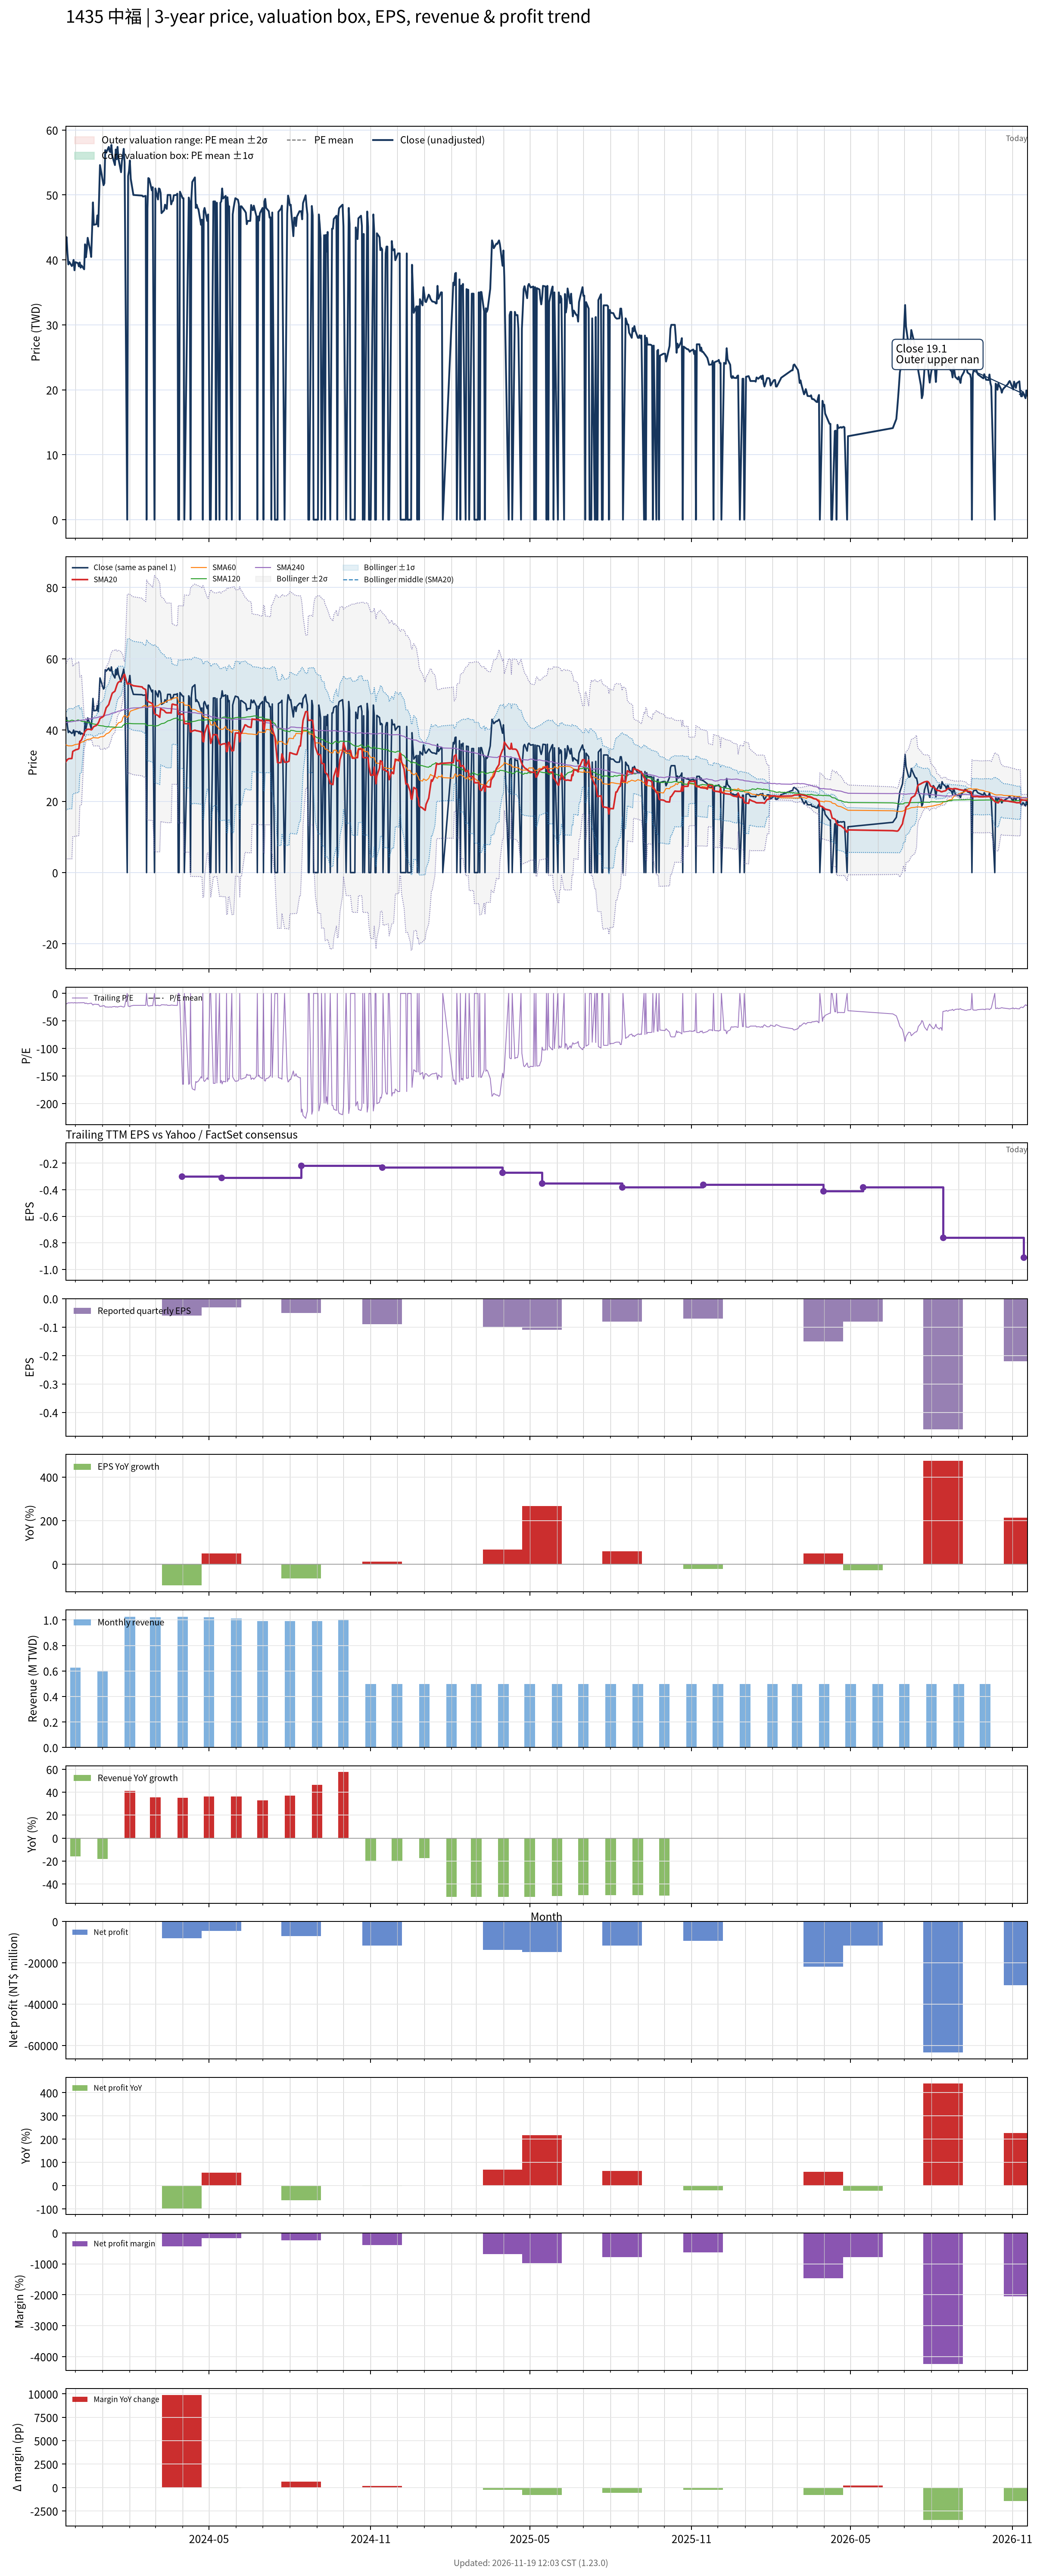 1435 中福 | 3-year price, valuation box, EPS, revenue & profit trend
Outer valuation range: PE mean ±2σ
PE mean
Close (unadjusted)
Core valuation box: PE mean ±1σ
Today
Close 19.1
Outer upper nan
Price (TWD)
60
50
40
30
20
10
0
Close (same as panel 1)
SMA20
SMA60
SMA120
SMA240
Bollinger ±2σ
Bollinger ±1σ
Bollinger middle (SMA20)
Price
80
60
40
20
0
-20
Trailing P/E
P/E mean
P/E
0
-50
-100
-150
-200
Trailing TTM EPS vs Yahoo / FactSet consensus
Today
EPS
-0.2
-0.4
-0.6
-0.8
-1.0
Reported quarterly EPS
EPS
0.0
-0.1
-0.2
-0.3
-0.4
EPS YoY growth
YoY (%)
400
200
0
Monthly revenue
Revenue (M TWD)
1.0
0.8
0.6
0.4
0.2
0.0
Revenue YoY growth
YoY (%)
60
40
20
0
-20
-40
Month
Net profit
Net profit (NT$ million)
0
-20000
-40000
-60000
Net profit YoY
YoY (%)
400
300
200
100
0
-100
Net profit margin
Margin (%)
0
-1000
-2000
-3000
-4000
Margin YoY change
Δ margin (pp)
10000
7500
5000
2500
0
-2500
2024-05
2024-11
2025-05
2025-11
2026-05
2026-11
Updated: 2026-11-19 12:03 CST (1.23.0)